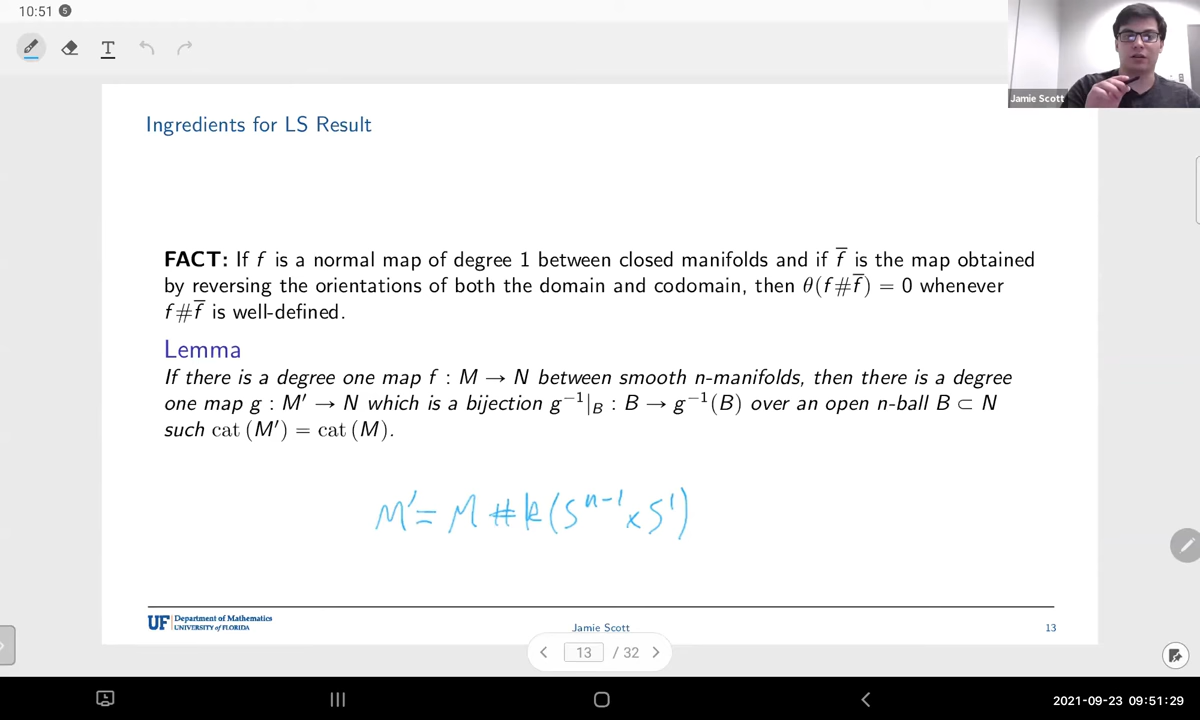 10:51 5
T
Jamie Scott
Ingredients for LS Result
FACT: If f is a normal map of degree 1 between closed manifolds and if f̅ is the map obtained
by reversing the orientations of both the domain and codomain, then θ(f#f̅) = 0 whenever
f#f̅ is well-defined.
Lemma
If there is a degree one map f : M → N between smooth n-manifolds, then there is a degree
one map g : M′ → N which is a bijection g⁻¹|_B : B → g⁻¹(B) over an open n-ball B ⊂ N
such cat (M′) = cat (M).
M′ = M # k(Sⁿ⁻¹ × S¹)
UF Department of Mathematics
UNIVERSITY of FLORIDA
Jamie Scott
13
13 / 32
2021-09-23 09:51:29